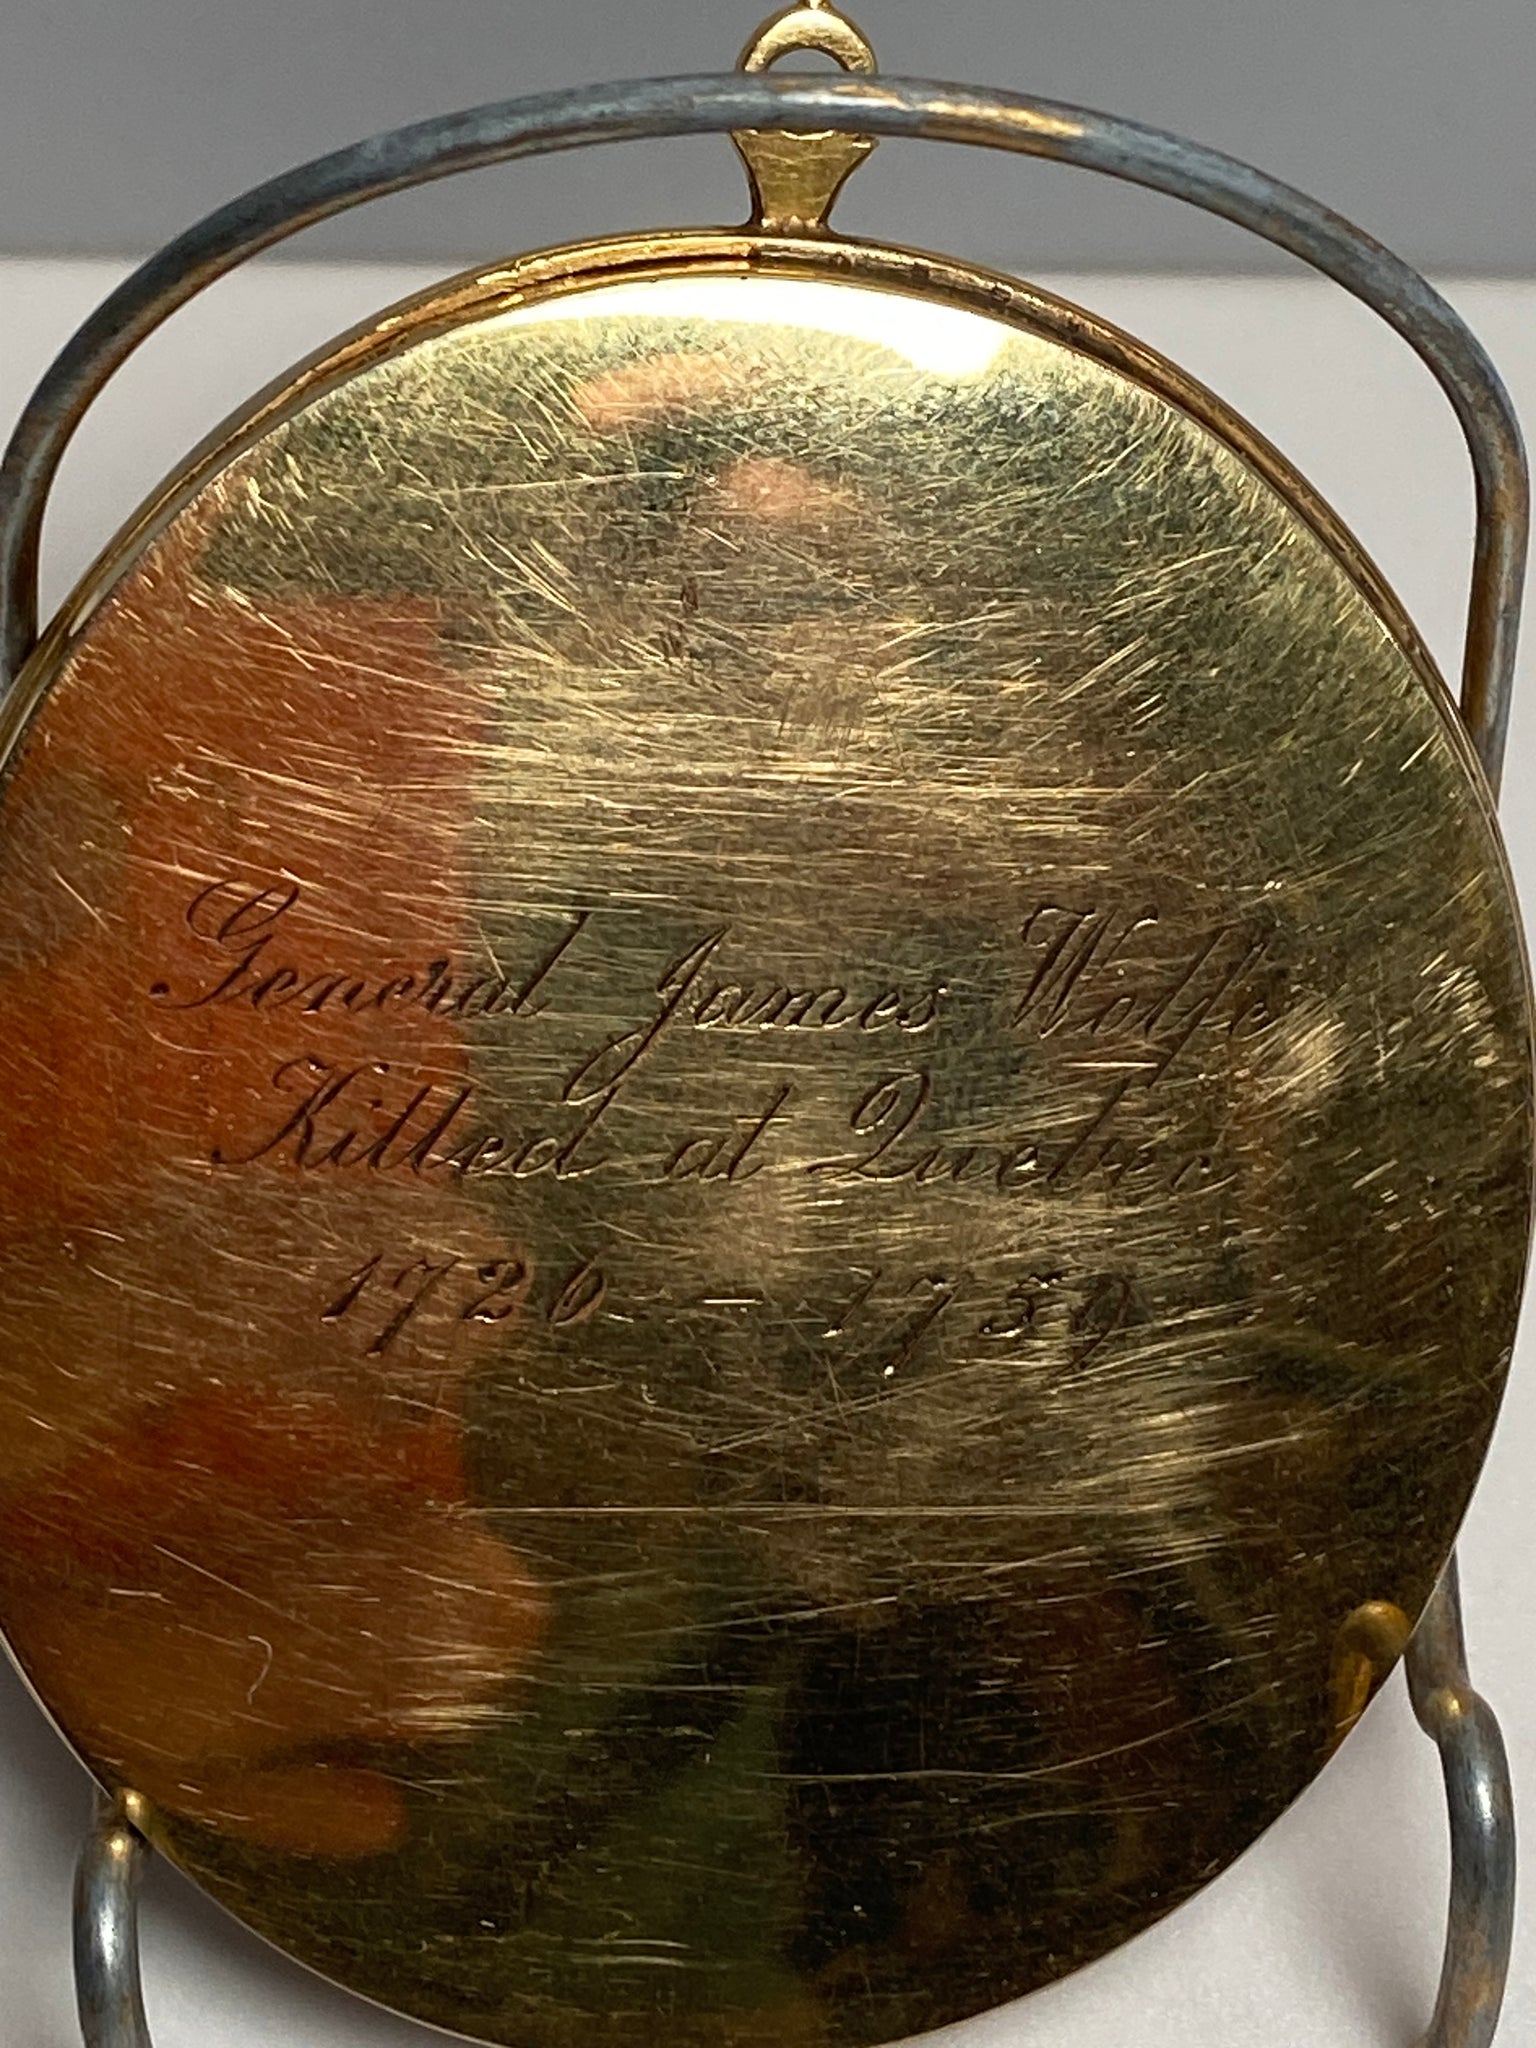 General James Wolfe
Killed at Quebec
1726 1759